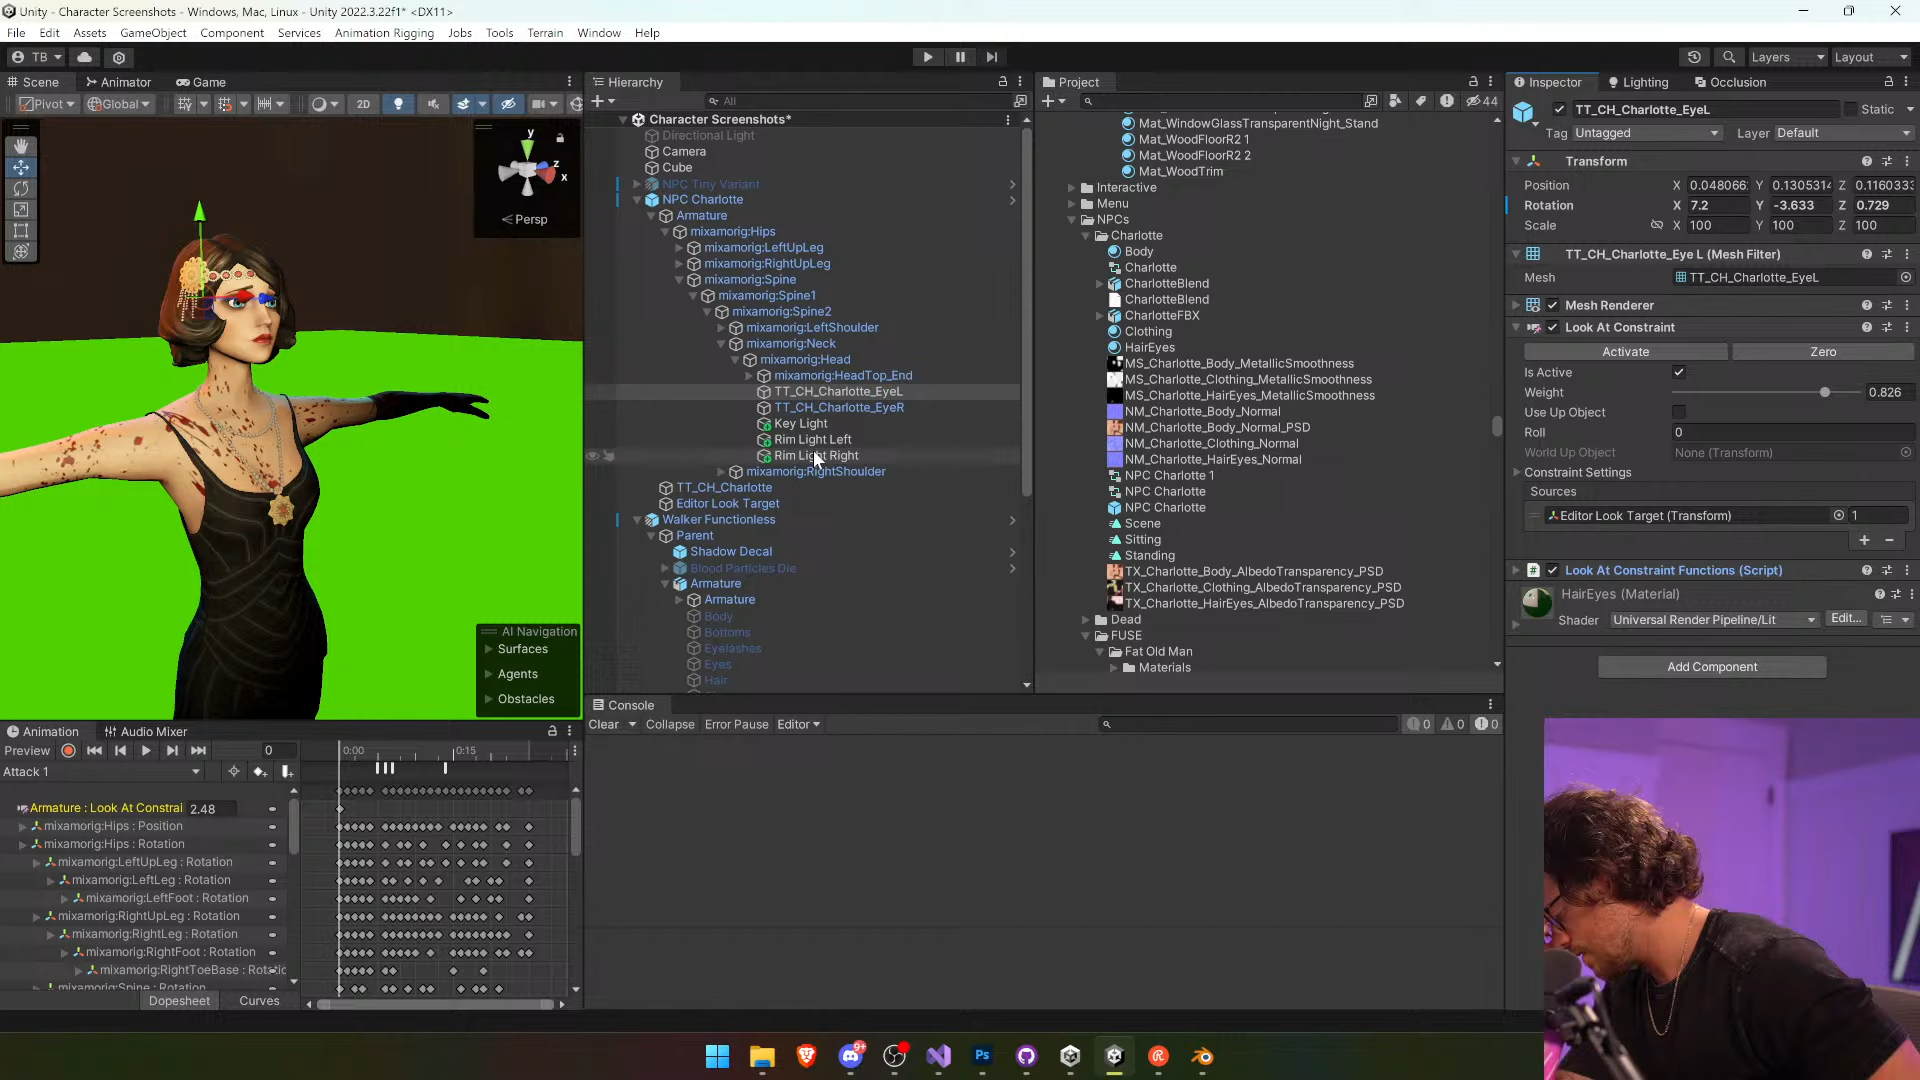 Unity - Character Screenshots - Windows, Mac, Linux - Unity 2022.3.22f1* <DX11>
File Edit Assets GameObject Component Services Animation Rigging Jobs Tools Terrain Window Help
TB Layers Layout
Scene Animator Game
Pivot Global 2D
y
z
x
Persp
AI Navigation
Surfaces
Agents
Obstacles
Hierarchy
All
Character Screenshots*
Directional Light
Camera
Cube
NPC Tiny Variant
NPC Charlotte
Armature
mixamorig:Hips
mixamorig:LeftUpLeg
mixamorig:RightUpLeg
mixamorig:Spine
mixamorig:Spine1
mixamorig:Spine2
mixamorig:LeftShoulder
mixamorig:Neck
mixamorig:Head
mixamorig:HeadTop_End
TT_CH_Charlotte_EyeL
TT_CH_Charlotte_EyeR
Key Light
Rim Light Left
Rim Light Right
mixamorig:RightShoulder
TT_CH_Charlotte
Editor Look Target
Walker Functionless
Parent
Shadow Decal
Blood Particles Die
Armature
Armature
Body
Bottoms
Eyelashes
Eyes
Hair
Project
44
Mat_WindowGlassTransparentNight_Stand
Mat_WoodFloorR2 1
Mat_WoodFloorR2 2
Mat_WoodTrim
Interactive
Menu
NPCs
Charlotte
Body
Charlotte
CharlotteBlend
CharlotteBlend
CharlotteFBX
Clothing
HairEyes
MS_Charlotte_Body_MetallicSmoothness
MS_Charlotte_Clothing_MetallicSmoothness
MS_Charlotte_HairEyes_MetallicSmoothness
NM_Charlotte_Body_Normal
NM_Charlotte_Body_Normal_PSD
NM_Charlotte_Clothing_Normal
NM_Charlotte_HairEyes_Normal
NPC Charlotte 1
NPC Charlotte
NPC Charlotte
Scene
Sitting
Standing
TX_Charlotte_Body_AlbedoTransparency_PSD
TX_Charlotte_Clothing_AlbedoTransparency_PSD
TX_Charlotte_HairEyes_AlbedoTransparency_PSD
Dead
FUSE
Fat Old Man
Materials
Inspector Lighting Occlusion
TT_CH_Charlotte_EyeL Static
Tag Untagged Layer Default
Transform
Position X 0.048066 Y 0.130531 Z 0.116033
Rotation X 7.2 Y -3.633 Z 0.729
Scale X 100 Y 100 Z 100
TT_CH_Charlotte_Eye L (Mesh Filter)
Mesh TT_CH_Charlotte_EyeL
Mesh Renderer
Look At Constraint
Activate Zero
Is Active
Weight 0.826
Use Up Object
Roll 0
World Up Object None (Transform)
Constraint Settings
Sources
Editor Look Target (Transform) 1
+ -
Look At Constraint Functions (Script)
HairEyes (Material)
Shader Universal Render Pipeline/Lit Edit...
Add Component
Console
Clear Collapse Error Pause Editor 0 0 0
Animation Audio Mixer
Preview 0 0:00 0:15
Attack 1
Armature : Look At Constrai 2.48
mixamorig:Hips : Position
mixamorig:Hips : Rotation
mixamorig:LeftUpLeg : Rotation
mixamorig:LeftLeg : Rotation
mixamorig:LeftFoot : Rotation
mixamorig:RightUpLeg : Rotation
mixamorig:RightLeg : Rotation
mixamorig:RightFoot : Rotation
mixamorig:RightToeBase : Rotatic
mixamorig:Spine : Rotation
Dopesheet Curves
9+
Ps